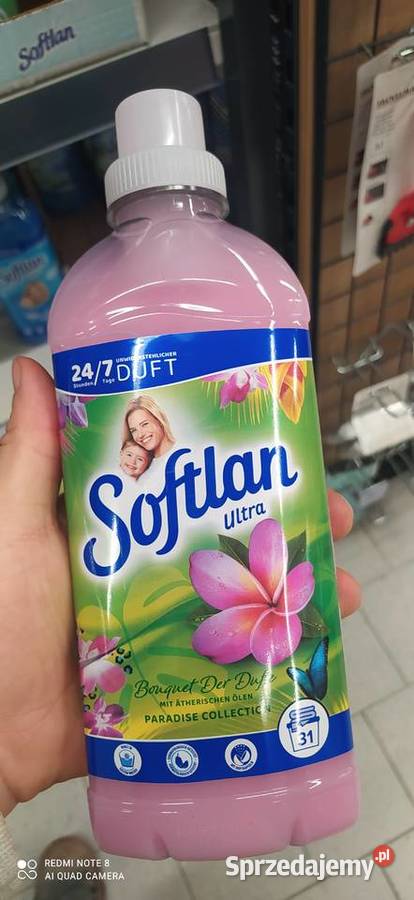 Softlan
24/7 UNWIDERSTEHLICHER
Stunden Tage DUFT
Softlan
Ultra
Bouquet Der Düfte
MIT ÄTHERISCHEN ÖLEN
PARADISE COLLECTION
31
REDMI NOTE 8
AI QUAD CAMERA
Sprzedajemy.pl